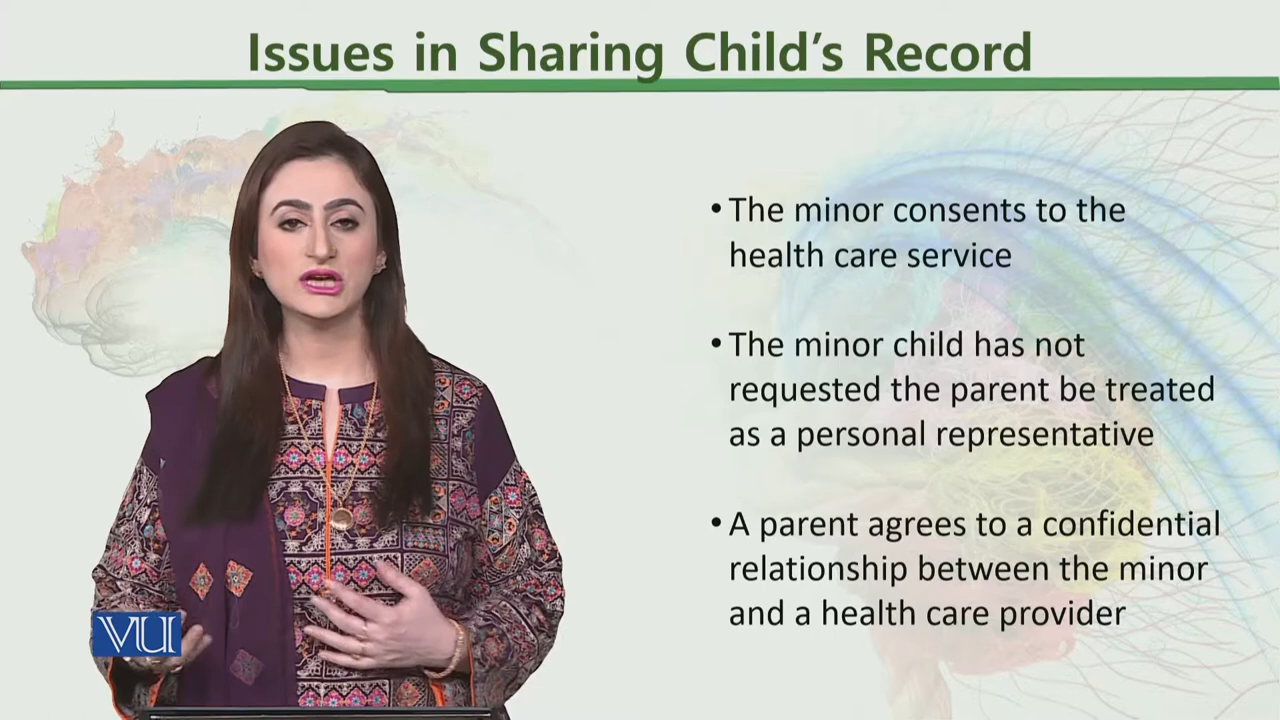 Issues in Sharing Child's Record
• The minor consents to the
health care service
• The minor child has not
requested the parent be treated
as a personal representative
• A parent agrees to a confidential
relationship between the minor
and a health care provider
VU